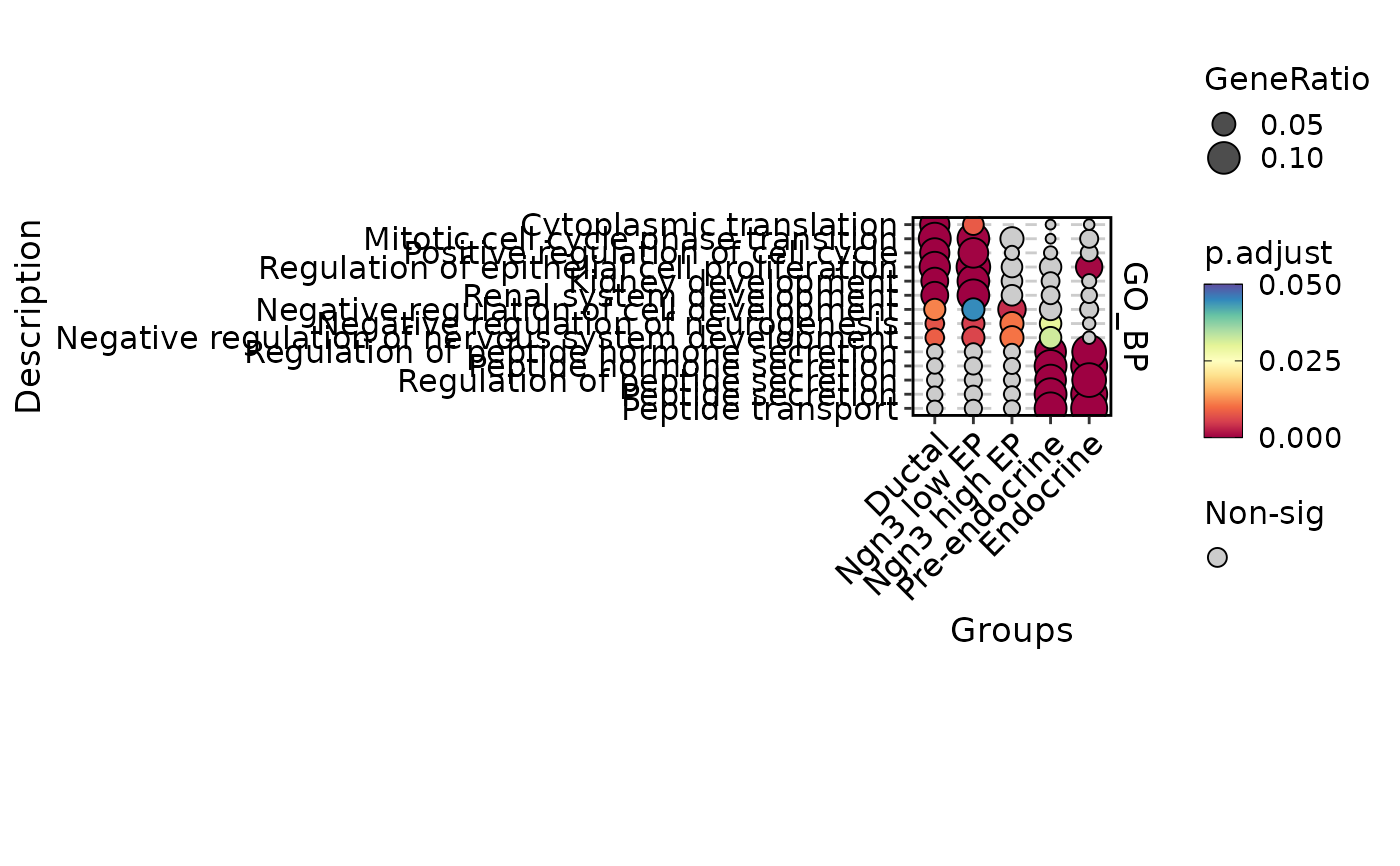 Description
Cytoplasmic translation
Mitotic cell cycle phase transition
Positive regulation of cell cycle
Regulation of epithelial cell proliferation
Kidney development
Renal system development
Negative regulation of cell development
Negative regulation of neurogenesis
Negative regulation of nervous system development
Regulation of peptide hormone secretion
Peptide hormone secretion
Regulation of peptide secretion
Peptide secretion
Peptide transport
GO_BP
Ductal
Ngn3 low EP
Ngn3 high EP
Pre-endocrine
Endocrine
Groups
GeneRatio
0.05
0.10
p.adjust
0.050
0.025
0.000
Non-sig